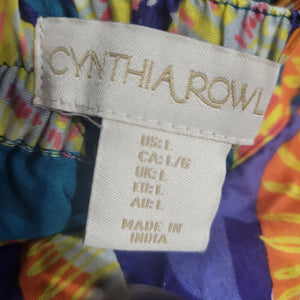 CYNTHIA ROWL
US: L
CA: L/G
UK: L
EU: L
AU: L
MADE IN
INDIA